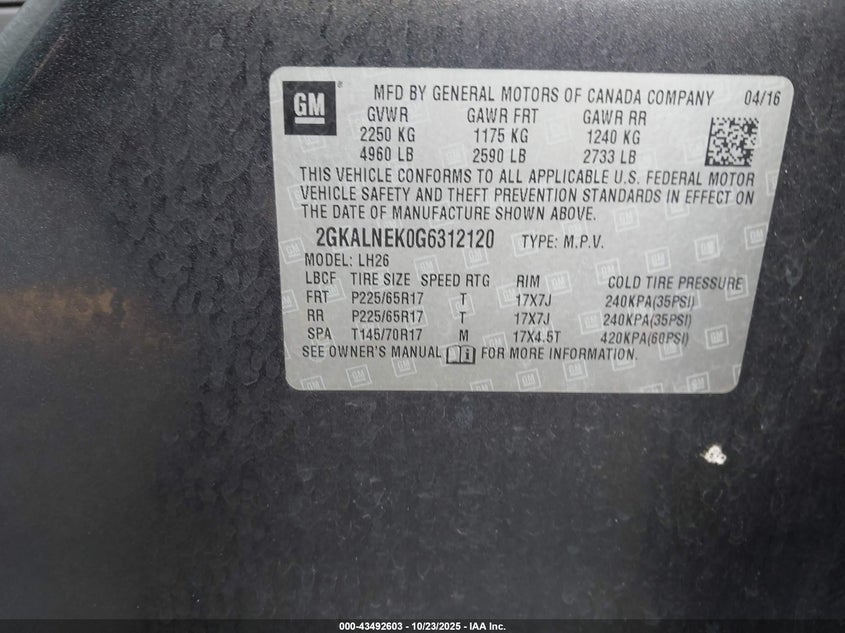 GM ® MFD BY GENERAL MOTORS OF CANADA COMPANY 04/16
GVWR GAWR FRT GAWR RR
2250 KG 1175 KG 1240 KG
4960 LB 2590 LB 2733 LB
THIS VEHICLE CONFORMS TO ALL APPLICABLE U.S. FEDERAL MOTOR
VEHICLE SAFETY AND THEFT PREVENTION STANDARDS IN EFFECT ON
THE DATE OF MANUFACTURE SHOWN ABOVE.
2GKALNEK0G6312120 TYPE: M.P.V.
MODEL: LH26
LBCF TIRE SIZE SPEED RTG RIM COLD TIRE PRESSURE
FRT P225/65R17 T 17X7J 240KPA(35PSI)
RR P225/65R17 T 17X7J 240KPA(35PSI)
SPA T145/70R17 M 17X4.5T 420KPA(60PSI)
SEE OWNER'S MANUAL i FOR MORE INFORMATION.
000-43492603 - 10/23/2025 - IAA Inc.